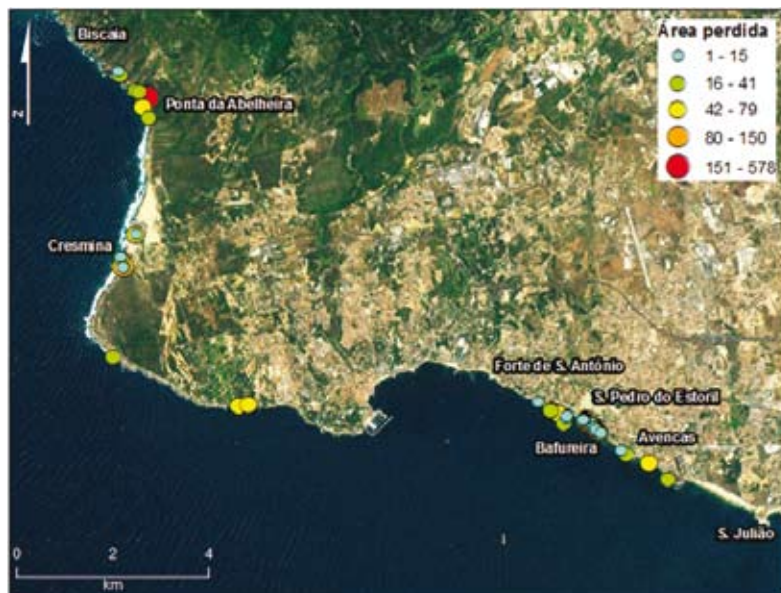 Biscaia
Área perdida
1 - 15
16 - 41
42 - 79
80 - 150
151 - 578
N
Ponta da Abelheira
Cresmina
Forte de S. António
S. Pedro do Estoril
Bafureira
Avencas
S. Julião
0 2 4
km